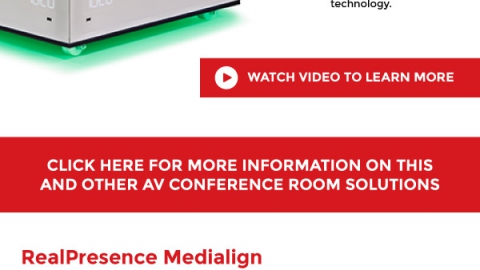 technology.
WATCH VIDEO TO LEARN MORE
CLICK HERE FOR MORE INFORMATION ON THIS
AND OTHER AV CONFERENCE ROOM SOLUTIONS
RealPresence Medialign